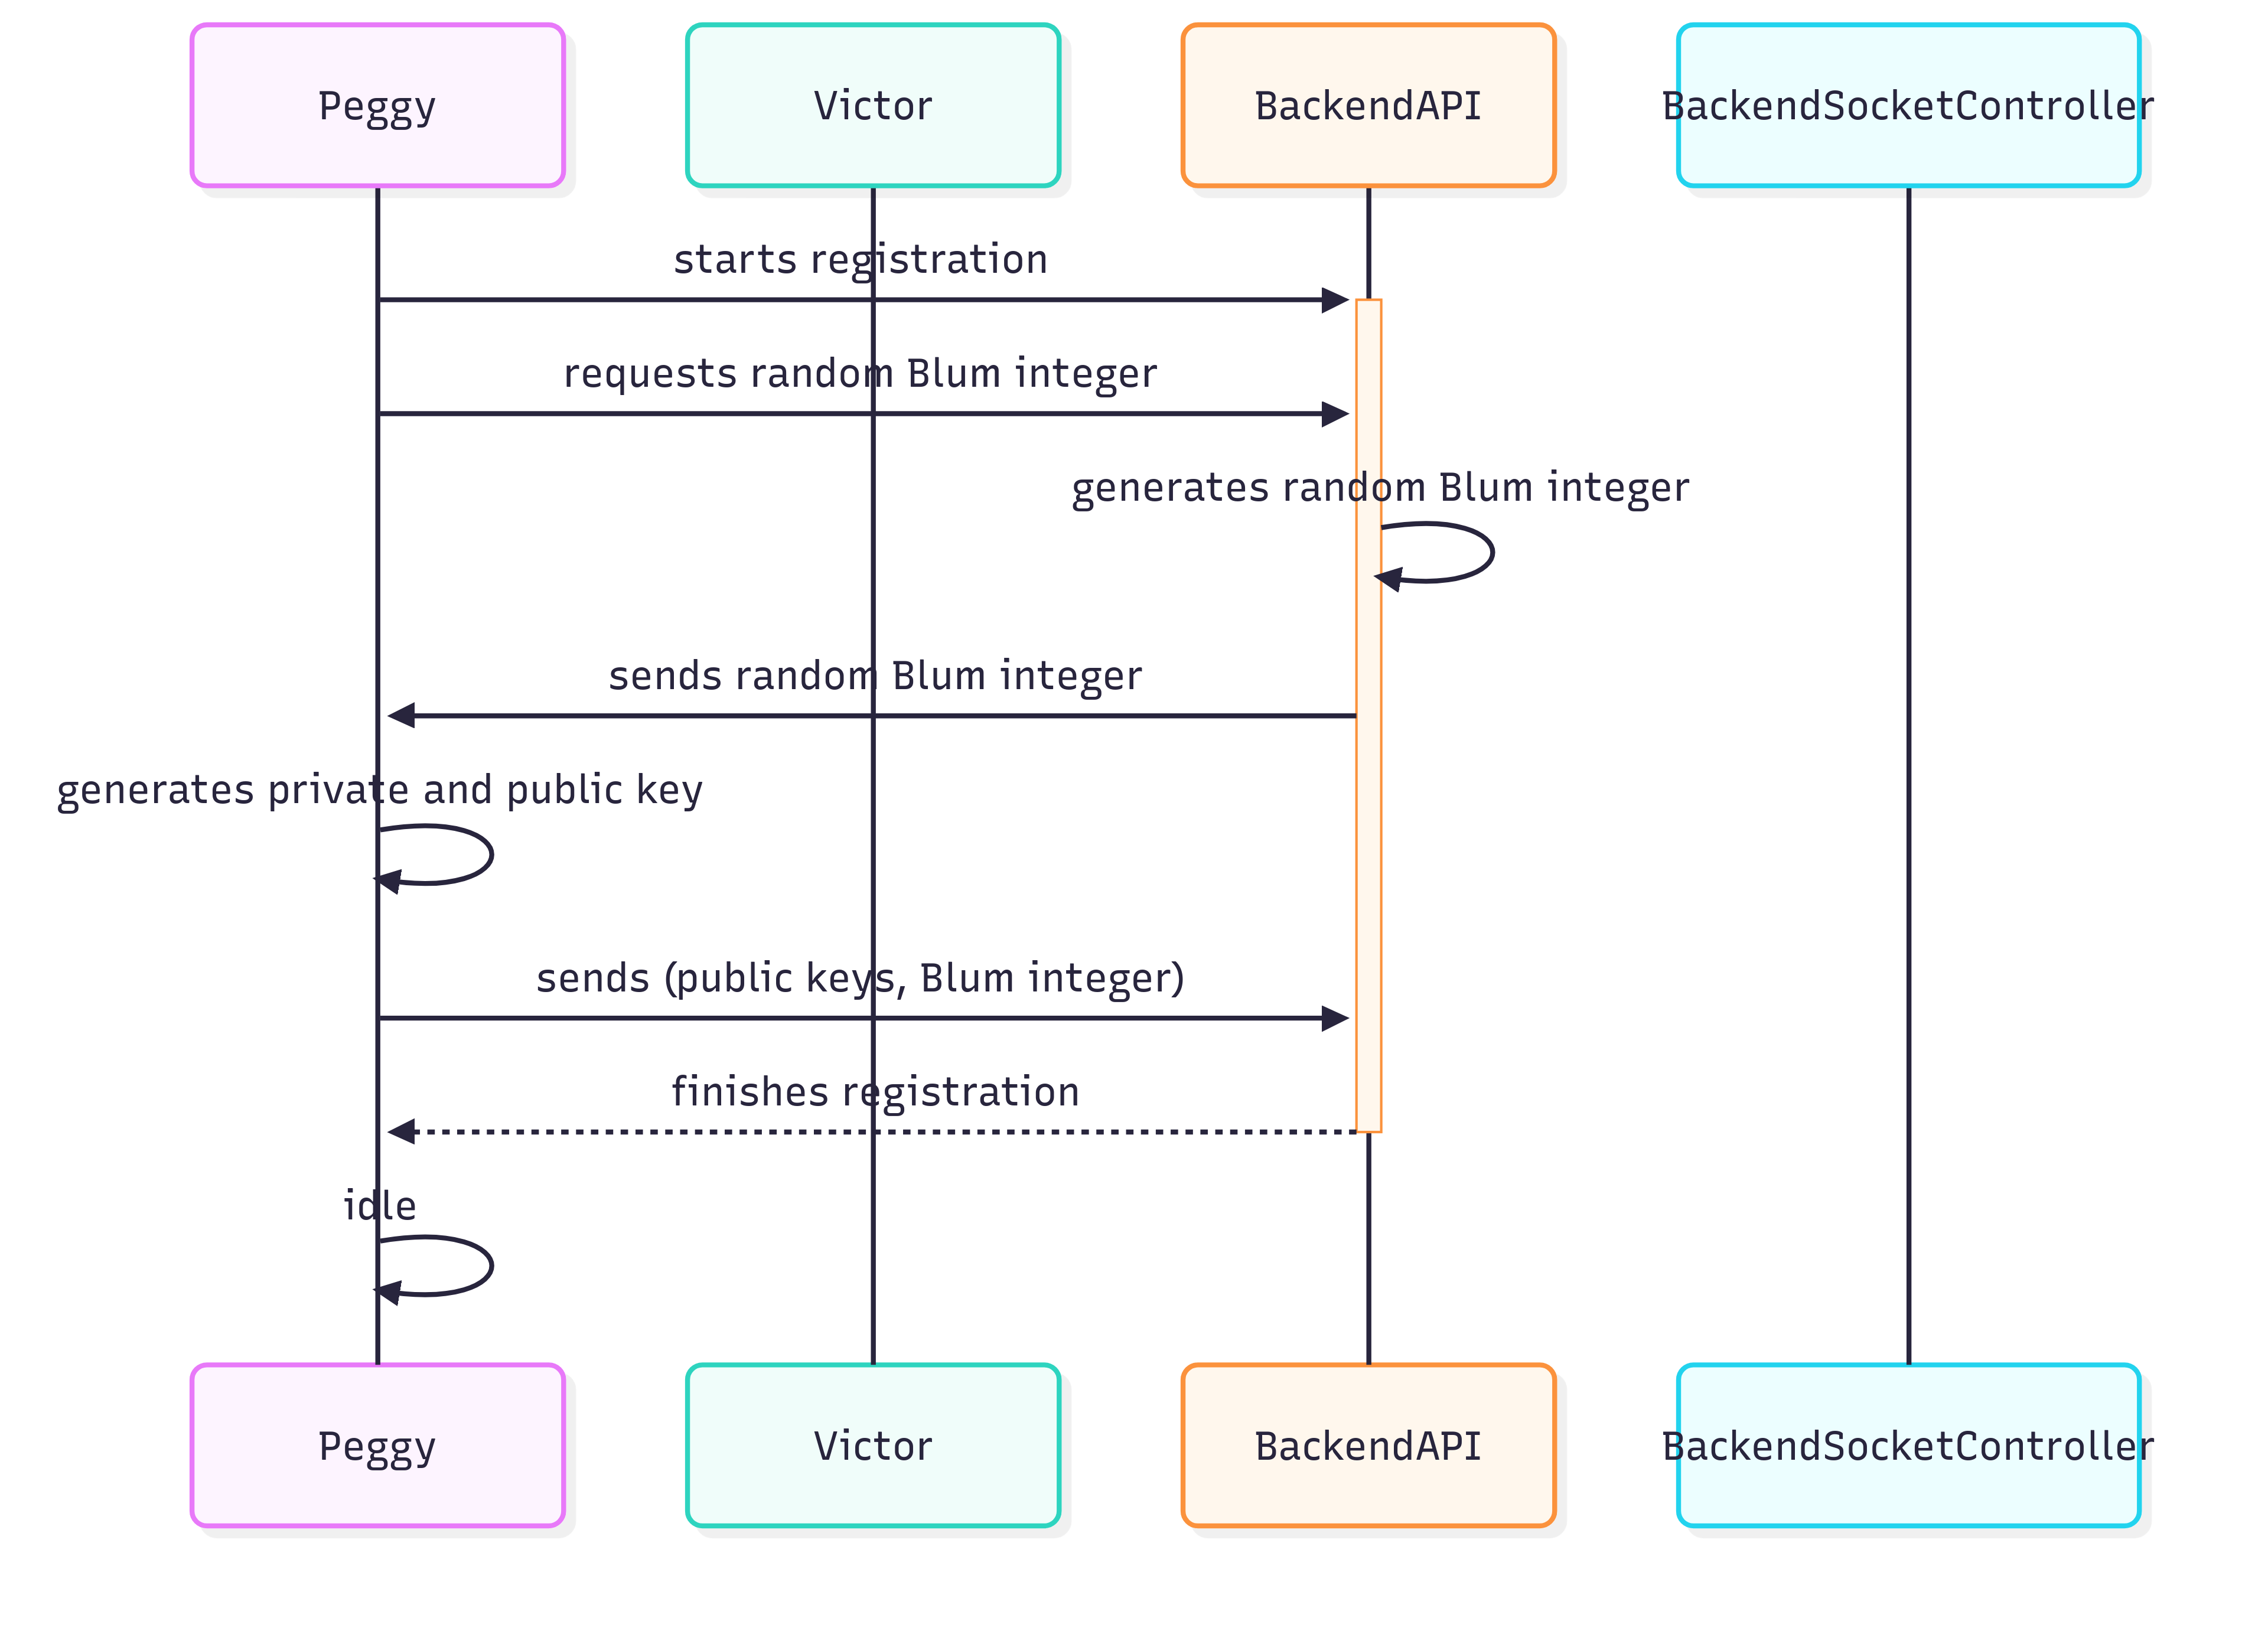 Peggy
Victor
BackendAPI
BackendSocketController
starts registration
requests random Blum integer
generates random Blum integer
sends random Blum integer
generates private and public key
sends (public keys, Blum integer)
finishes registration
idle
Peggy
Victor
BackendAPI
BackendSocketController